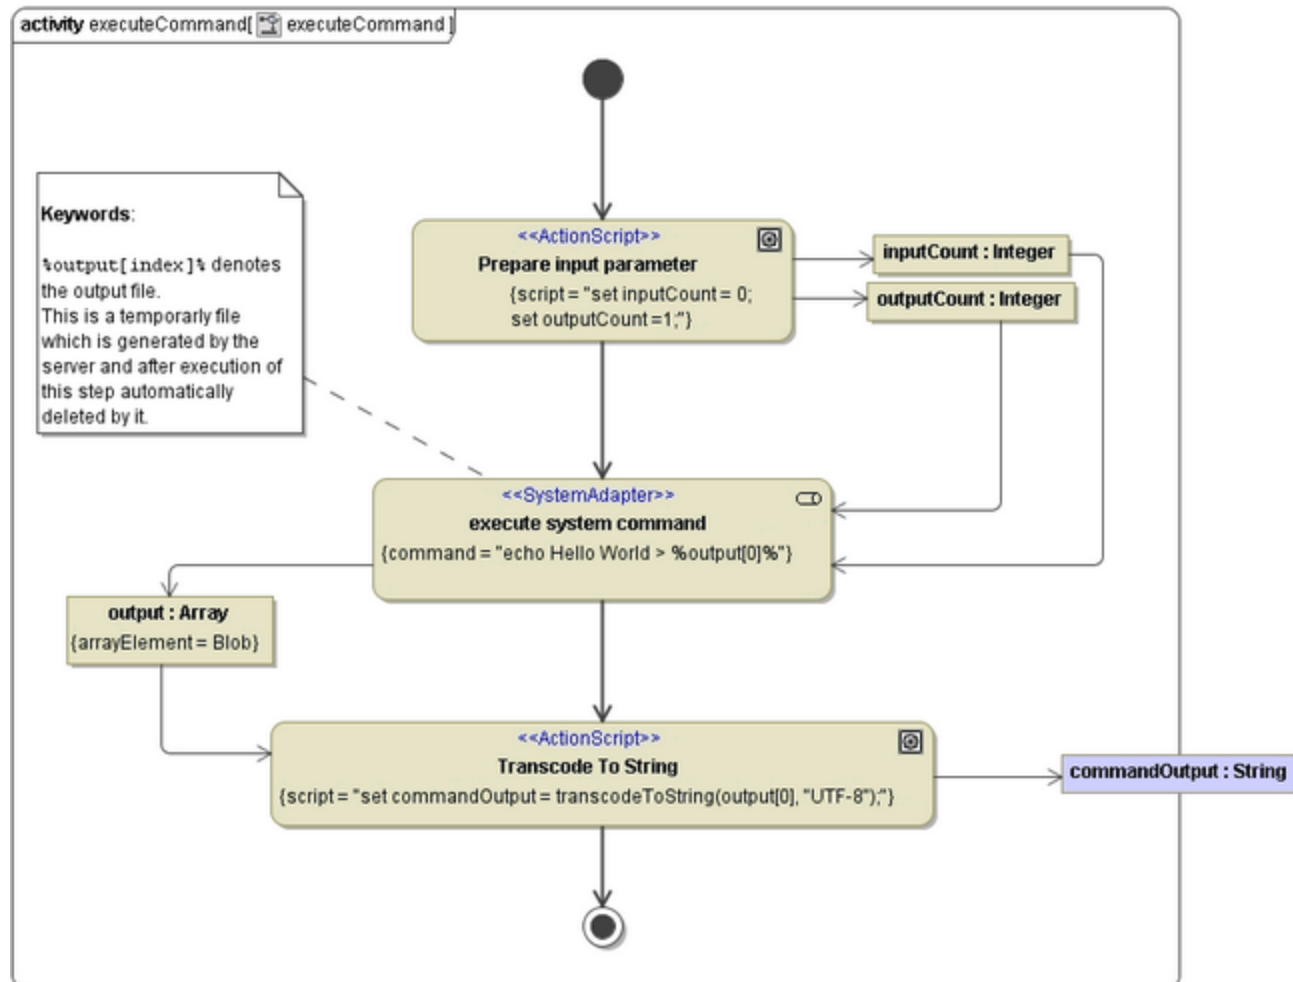 activity executeCommand[ executeCommand ]
Keywords:
%output[index]% denotes
the output file.
This is a temporarly file
which is generated by the
server and after execution of
this step automatically
deleted by it.
<<ActionScript>>
Prepare input parameter
{script = "set inputCount = 0;
set outputCount =1;"}
inputCount : Integer
outputCount : Integer
<<SystemAdapter>>
execute system command
{command = "echo Hello World > %output[0]%"}
output : Array
{arrayElement = Blob}
<<ActionScript>>
Transcode To String
{script = "set commandOutput = transcodeToString(output[0], "UTF-8");"}
commandOutput : String